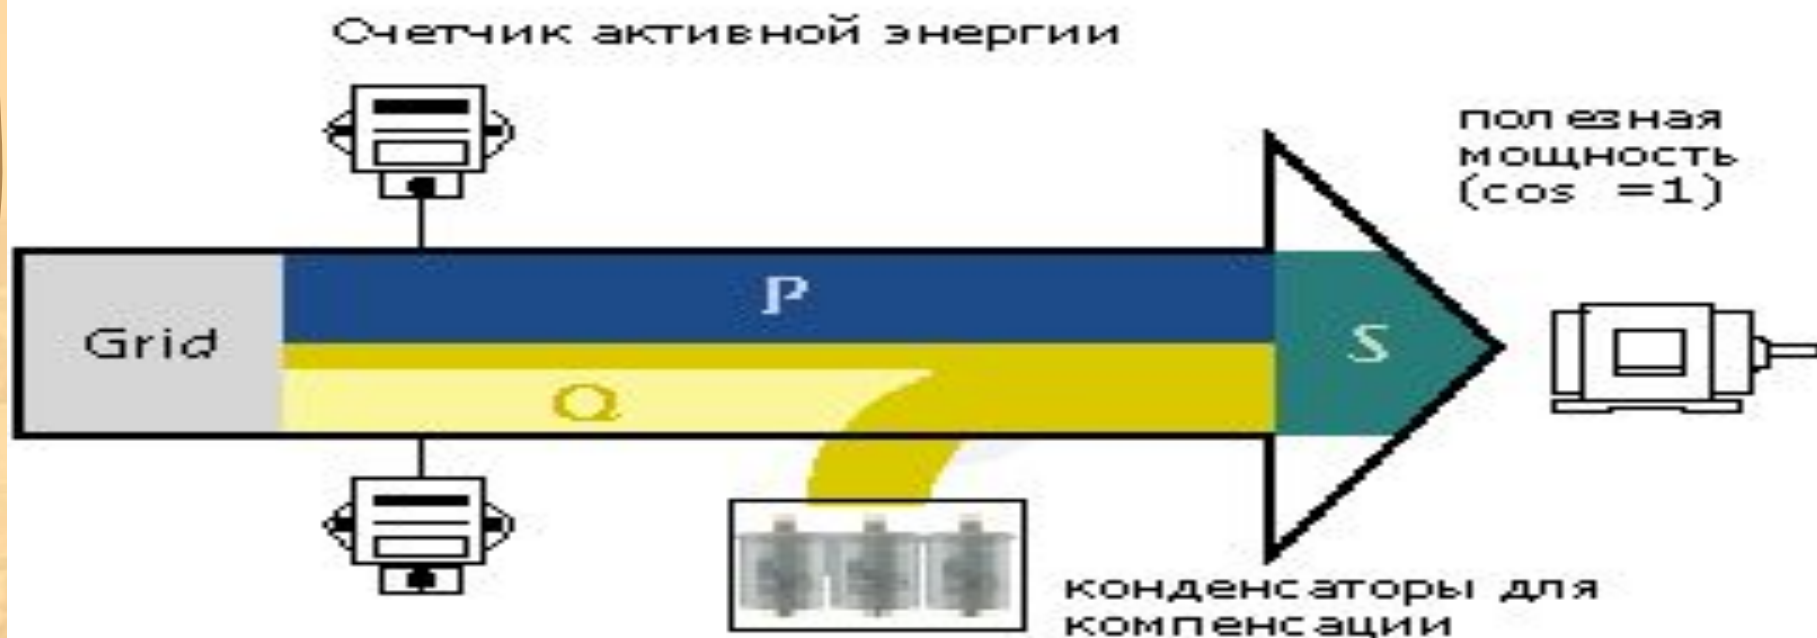 Счетчик активной энергии
полезная
мощность
(cos =1)
P
Grid
S
Q
конденсаторы для
компенсации